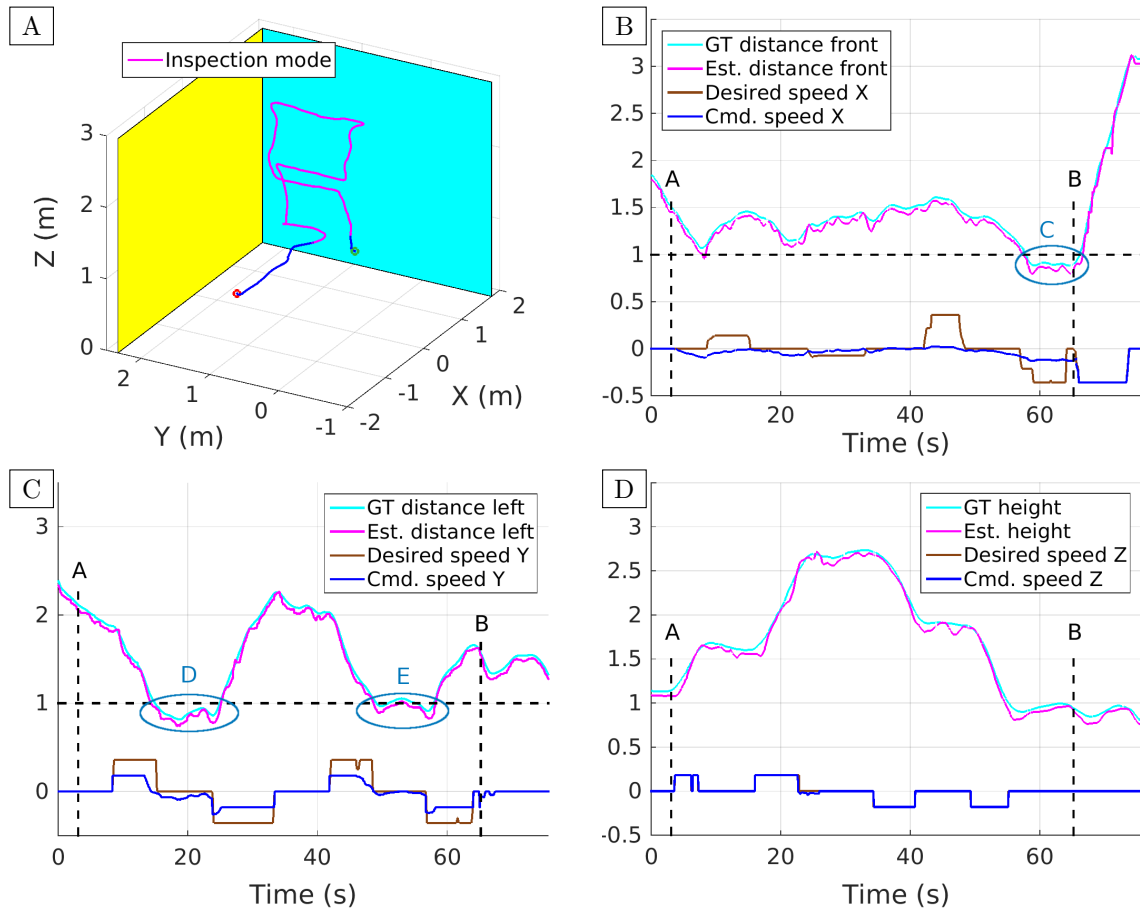 A
Inspection mode
3
2
1
0
Z (m)
2
1
0
-1
Y (m)
-2
-1
0
1
2
X (m)
B
GT distance front
Est. distance front
Desired speed X
Cmd. speed X
3
2.5
2
1.5
1
0.5
0
-0.5
A
B
C
0
20
40
60
Time (s)
C
GT distance left
Est. distance left
Desired speed Y
Cmd. speed Y
3
2
1
0
A
D
E
B
0
20
40
60
Time (s)
D
GT height
Est. height
Desired speed Z
Cmd. speed Z
3
2.5
2
1.5
1
0.5
0
-0.5
A
B
0
20
40
60
Time (s)